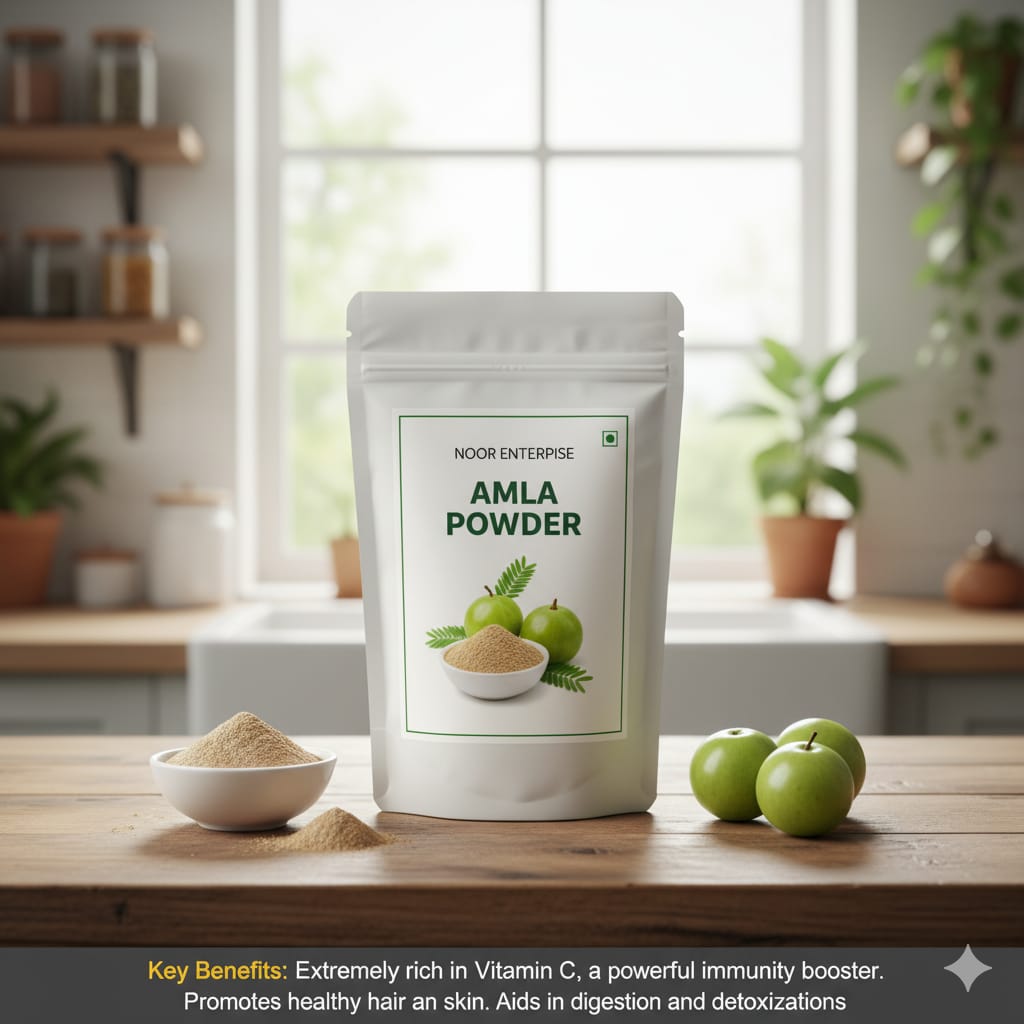 NOOR ENTERPISE
AMLA
POWDER
Key Benefits: Extremely rich in Vitamin C, a powerful immunity booster.
Promotes healthy hair an skin. Aids in digestion and detoxizations